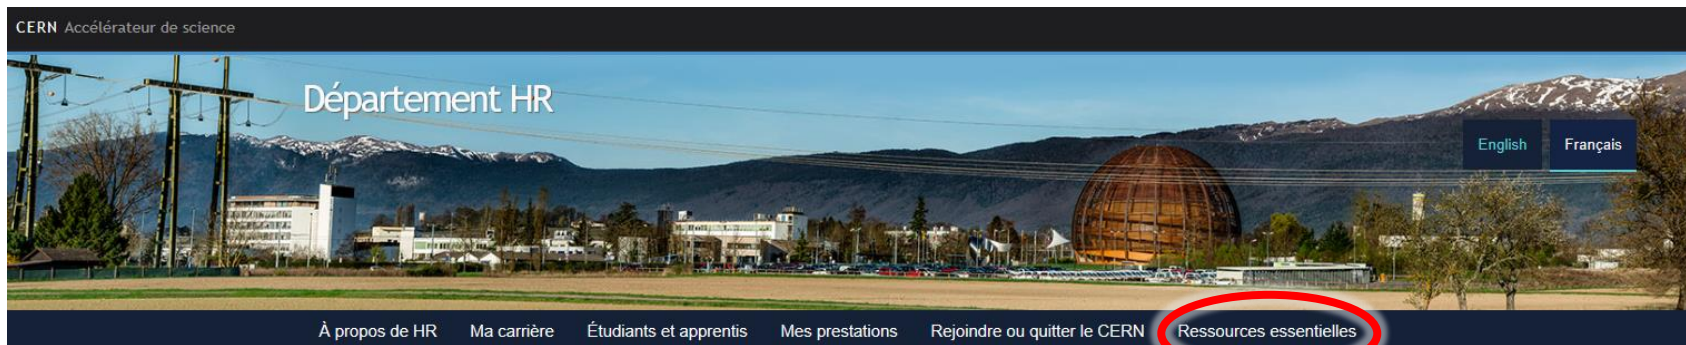 CERN Accélérateur de science
Département HR
English Français
À propos de HR Ma carrière Étudiants et apprentis Mes prestations Rejoindre ou quitter le CERN Ressources essentielles